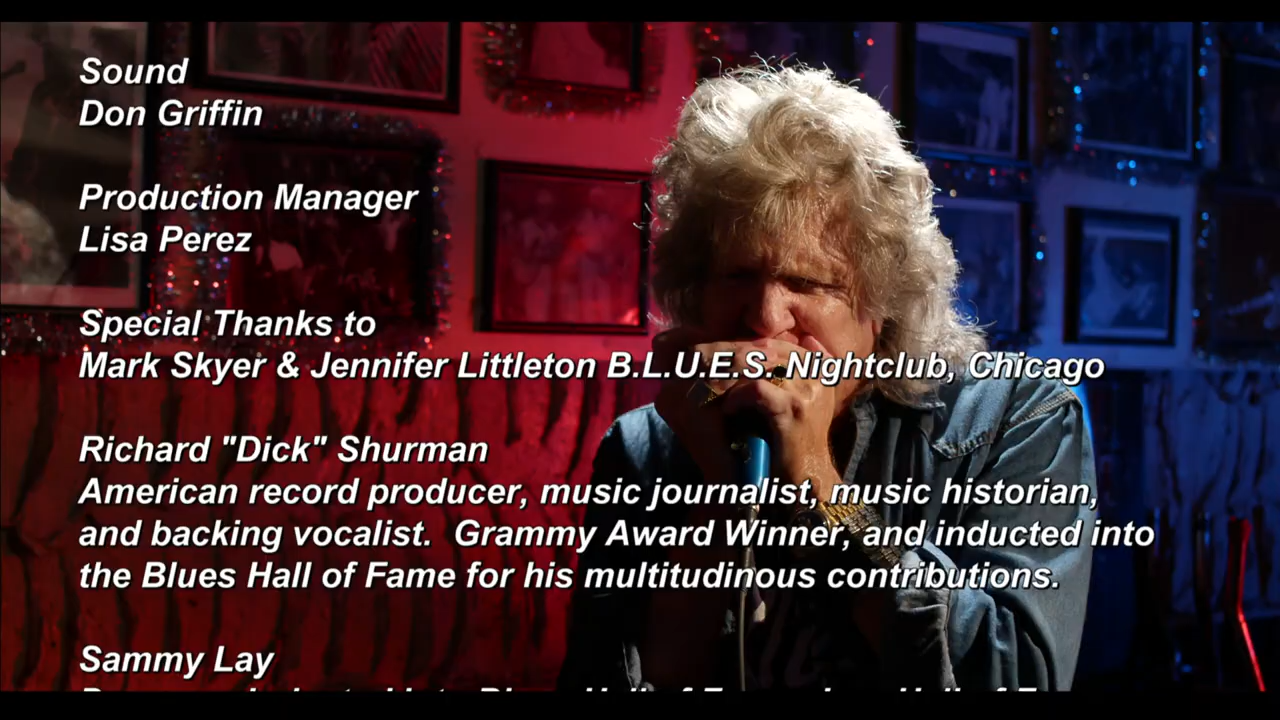 Sound
Don Griffin
Production Manager
Lisa Perez
Special Thanks to
Mark Skyer & Jennifer Littleton B.L.U.E.S. Nightclub, Chicago
Richard "Dick" Shurman
American record producer, music journalist, music historian,
and backing vocalist.  Grammy Award Winner, and inducted into
the Blues Hall of Fame for his multitudinous contributions.
Sammy Lay